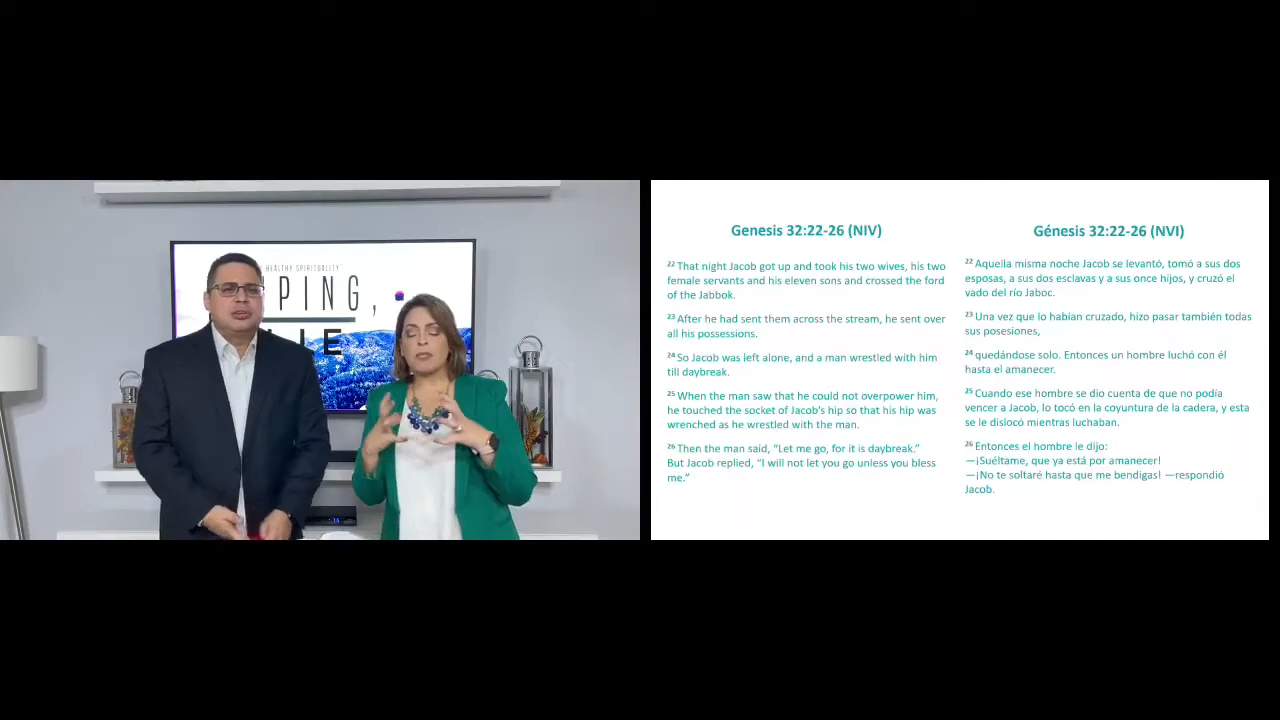 HEALTHY SPIRITUALITY
PING,
Genesis 32:22-26 (NIV)
22 That night Jacob got up and took his two wives, his two
female servants and his eleven sons and crossed the ford
of the Jabbok.
23 After he had sent them across the stream, he sent over
all his possessions.
24 So Jacob was left alone, and a man wrestled with him
till daybreak.
25 When the man saw that he could not overpower him,
he touched the socket of Jacob’s hip so that his hip was
wrenched as he wrestled with the man.
26 Then the man said, “Let me go, for it is daybreak.”
But Jacob replied, “I will not let you go unless you bless
me.”
Génesis 32:22-26 (NVI)
22 Aquella misma noche Jacob se levantó, tomó a sus dos
esposas, a sus dos esclavas y a sus once hijos, y cruzó el
vado del río Jaboc.
23 Una vez que lo habían cruzado, hizo pasar también todas
sus posesiones,
24 quedándose solo. Entonces un hombre luchó con él
hasta el amanecer.
25 Cuando ese hombre se dio cuenta de que no podía
vencer a Jacob, lo tocó en la coyuntura de la cadera, y esta
se le dislocó mientras luchaban.
26 Entonces el hombre le dijo:
—¡Suéltame, que ya está por amanecer!
—¡No te soltaré hasta que me bendigas! —respondió
Jacob.